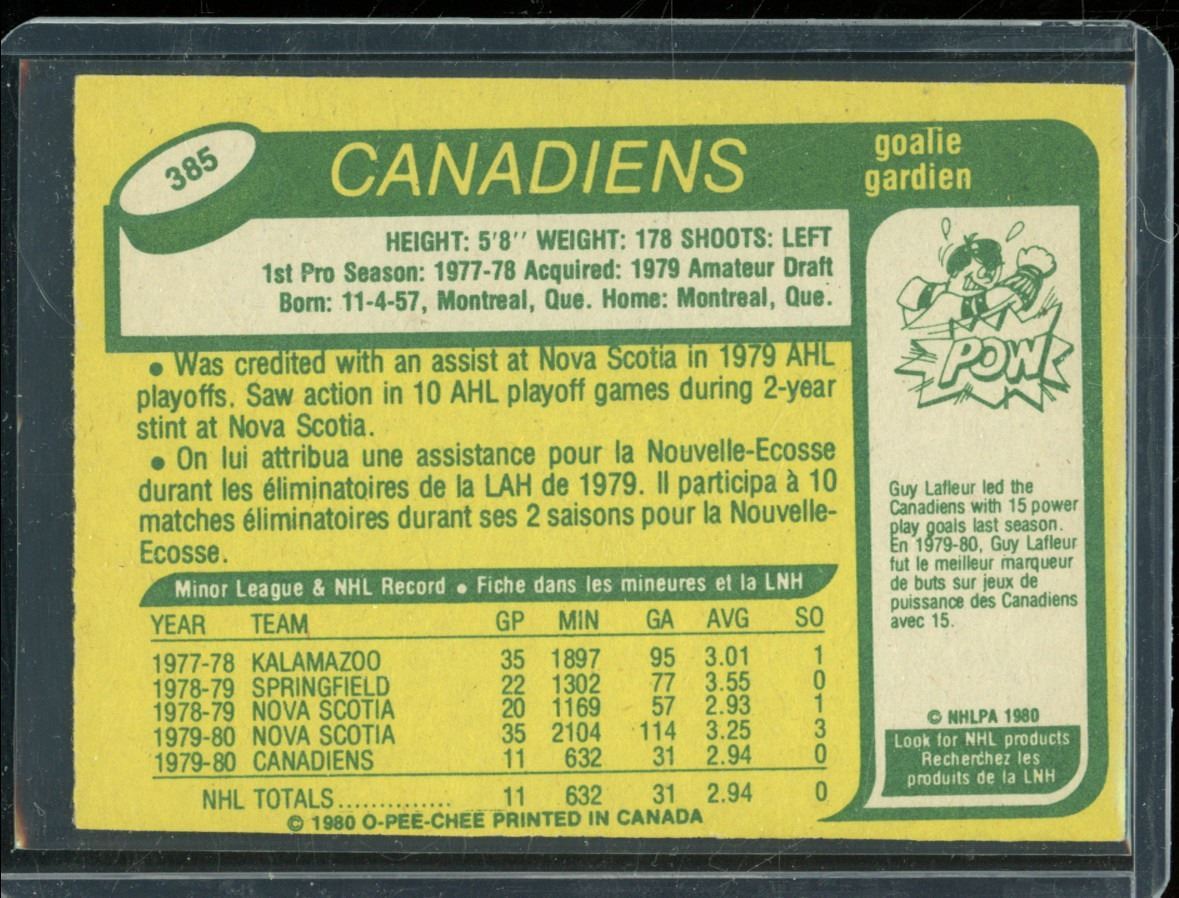 385
CANADIENS
goalie
gardien
HEIGHT: 5'8'' WEIGHT: 178 SHOOTS: LEFT
1st Pro Season: 1977-78 Acquired: 1979 Amateur Draft
Born: 11-4-57, Montreal, Que. Home: Montreal, Que.
• Was credited with an assist at Nova Scotia in 1979 AHL
playoffs. Saw action in 10 AHL playoff games during 2-year
stint at Nova Scotia.
• On lui attribua une assistance pour la Nouvelle-Ecosse
durant les éliminatoires de la LAH de 1979. Il participa à 10
matches éliminatoires durant ses 2 saisons pour la Nouvelle-
Ecosse.
Minor League & NHL Record • Fiche dans les mineures et la LNH
YEAR TEAM GP MIN GA AVG SO
1977-78 KALAMAZOO 35 1897 95 3.01 1
1978-79 SPRINGFIELD 22 1302 77 3.55 0
1978-79 NOVA SCOTIA 20 1169 57 2.93 1
1979-80 NOVA SCOTIA 35 2104 114 3.25 3
1979-80 CANADIENS 11 632 31 2.94 0
NHL TOTALS.............. 11 632 31 2.94 0
© 1980 O-PEE-CHEE PRINTED IN CANADA
POW
Guy Lafleur led the
Canadiens with 15 power
play goals last season.
En 1979-80, Guy Lafleur
fut le meilleur marqueur
de buts sur jeux de
puissance des Canadiens
avec 15.
© NHLPA 1980
Look for NHL products
Recherchez les
produits de la LNH